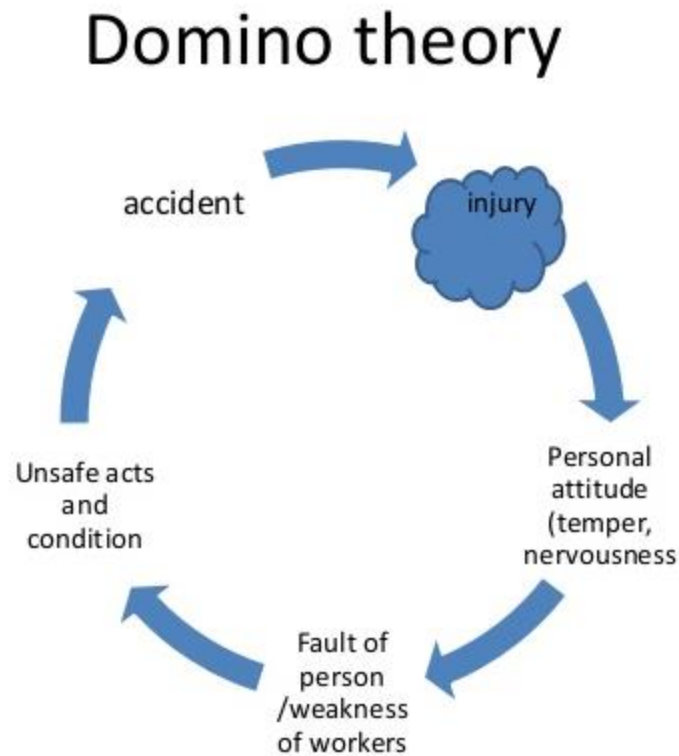 Domino theory
accident
injury
Personal
attitude
(temper,
nervousness
Fault of
person
/weakness
of workers
Unsafe acts
and
condition